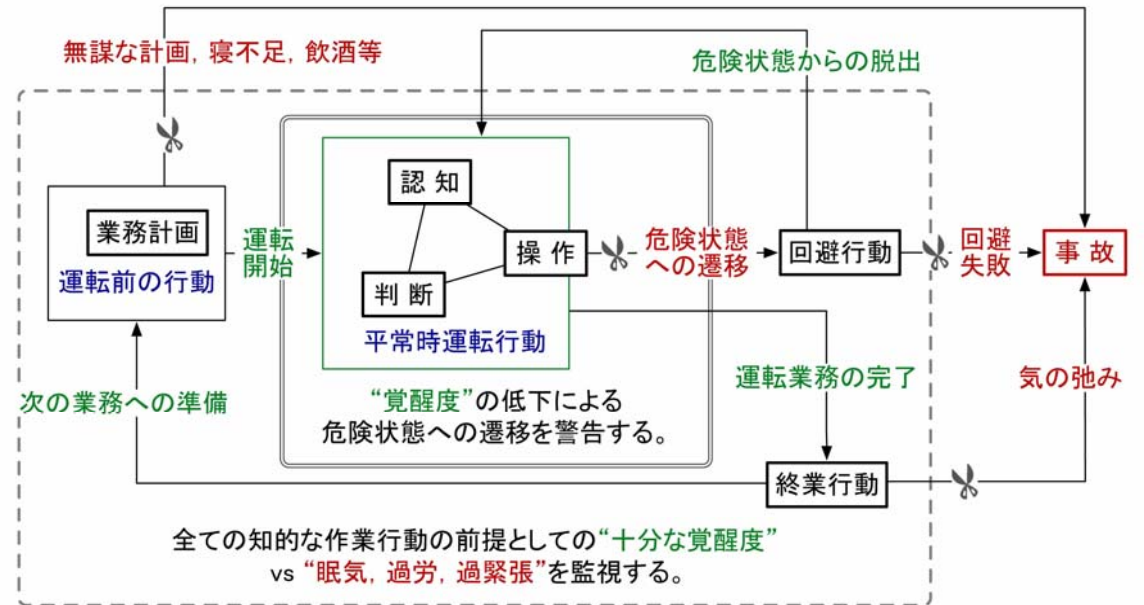 無謀な計画, 寝不足, 飲酒等
危険状態からの脱出
認 知
業務計画
運転前の行動
運転
開始
操 作
危険状態
への遷移
回避行動
回避
失敗
事 故
判 断
平常時運転行動
運転業務の完了
気の弛み
次の業務への準備
“覚醒度”の低下による
危険状態への遷移を警告する。
終業行動
全ての知的な作業行動の前提としての“十分な覚醒度”
vs “眠気, 過労, 過緊張”を監視する。